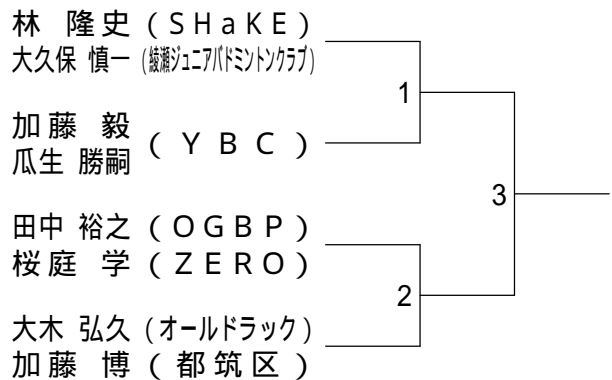 林 隆史 (SHaKE)
大久保 慎一 (綾瀬ジュニアバドミントンクラブ)
1
加藤 毅
瓜生 勝嗣
(YBC)
3
田中 裕之 (OGBP)
桜庭 学 (ZERO)
2
大木 弘久 (オールドラック)
加藤 博 (都筑区)